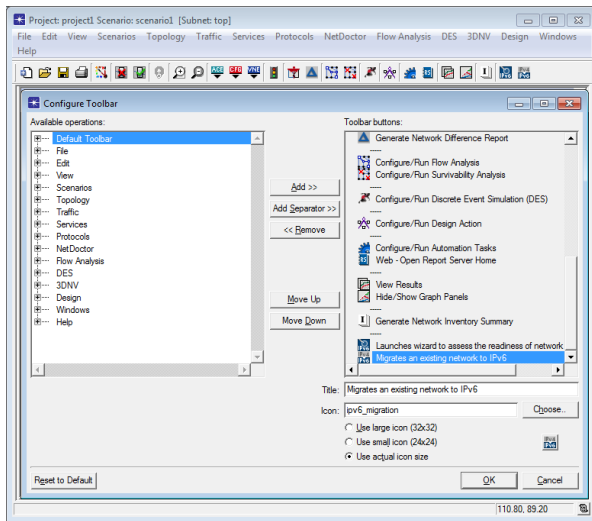 Project: project1 Scenario: scenario1 [Subnet: top]
File Edit View Scenarios Topology Traffic Services Protocols NetDoctor Flow Analysis DES 3DNV Design Windows
Help
Configure Toolbar
Available operations:
Default Toolbar
File
Edit
View
Scenarios
Topology
Traffic
Services
Protocols
NetDoctor
Flow Analysis
DES
3DNV
Design
Windows
Help
Add >>
Add Separator >>
<< Remove
Move Up
Move Down
Toolbar buttons:
Generate Network Difference Report
-----
Configure/Run Flow Analysis
Configure/Run Survivability Analysis
-----
Configure/Run Discrete Event Simulation (DES)
-----
Configure/Run Design Action
-----
Configure/Run Automation Tasks
Web - Open Report Server Home
-----
View Results
Hide/Show Graph Panels
-----
Generate Network Inventory Summary
-----
Launches wizard to assess the readiness of network
Migrates an existing network to IPv6
Title: Migrates an existing network to IPv6
Icon: ipv6_migration Choose..
Use large icon (32x32)
Use small icon (24x24)
Use actual icon size
Reset to Default OK Cancel
110.80, 89.20